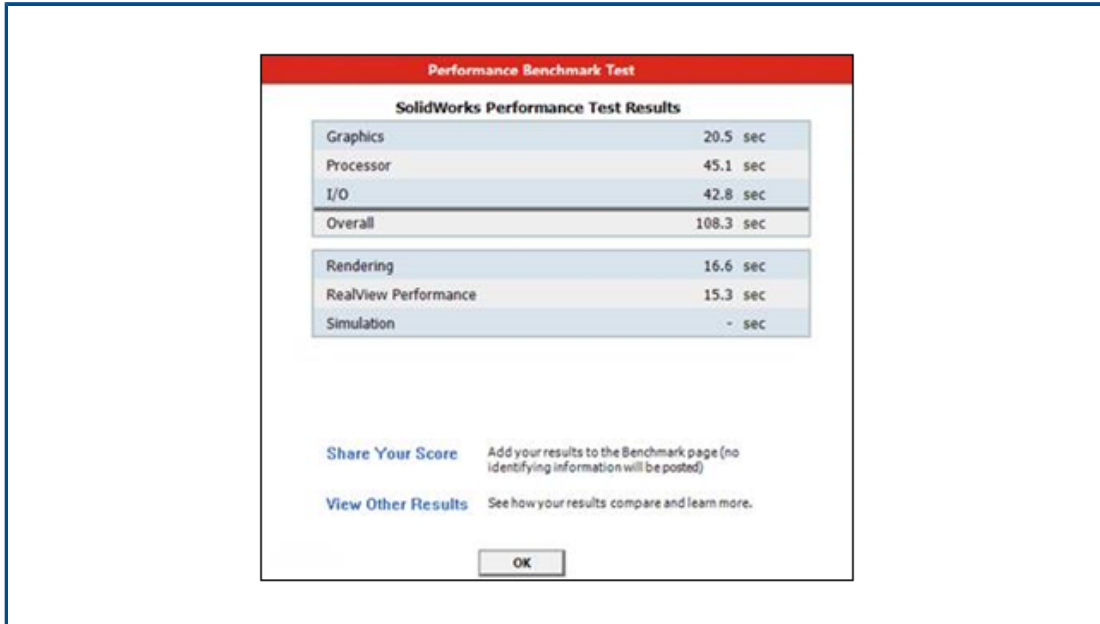 Performance Benchmark Test
SolidWorks Performance Test Results
Graphics 20.5 sec
Processor 45.1 sec
I/O 42.8 sec
Overall 108.3 sec
Rendering 16.6 sec
RealView Performance 15.3 sec
Simulation - sec
Share Your Score Add your results to the Benchmark page (no
identifying information will be posted)
View Other Results See how your results compare and learn more.
OK